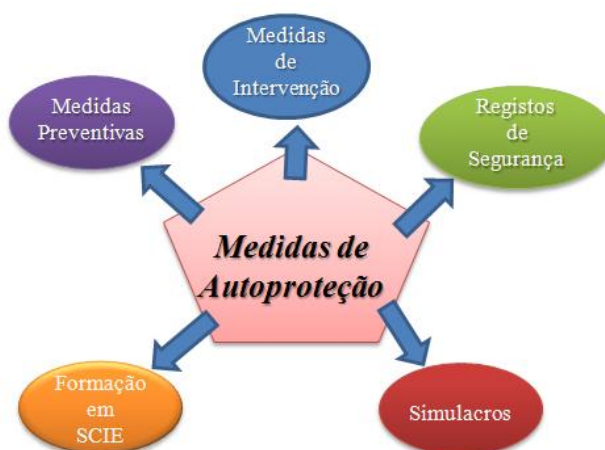 Medidas
de
Intervenção
Medidas
Preventivas
Registos
de
Segurança
Medidas de
Autoproteção
Formação
em
SCIE
Simulacros